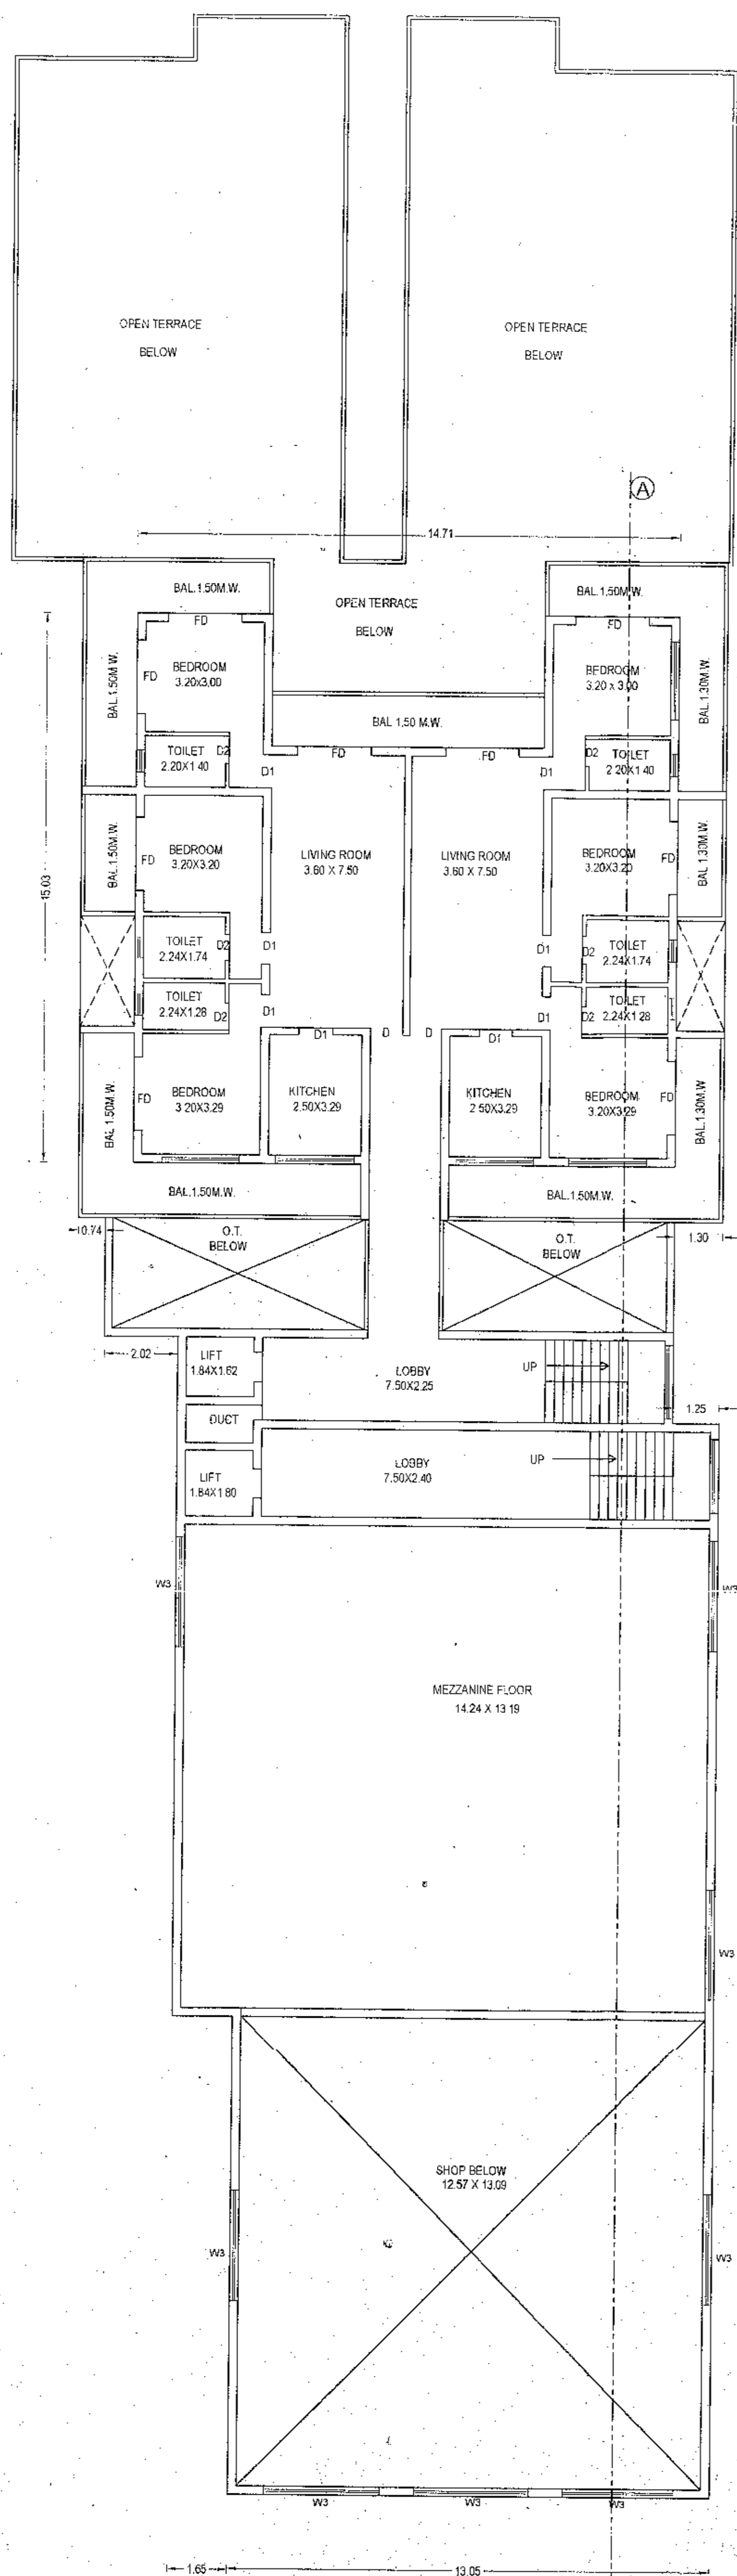 OPEN TERRACE
BELOW
OPEN TERRACE
BELOW
A
14.71
BAL.1.50M.W.
OPEN TERRACE
BELOW
BAL.1.50M.W.
FD
FD
BEDROOM
3.20x3.00
BEDROOM
3.20 x 3.00
FD
BAL.1.50M.W.
BAL.1.30M.W.
BAL 1.50 M.W.
TOILET
2.20X1.40
D2
FD
FD
D2
TOILET
2.20X1.40
D1
D1
BAL.1.50M.W.
FD
BEDROOM
3.20X3.20
LIVING ROOM
3.60 X 7.50
LIVING ROOM
3.60 X 7.50
BEDROOM
3.20X3.20
FD
BAL.1.30M.W.
15.03
TOILET
2.24X1.74
D2
D1
D1
D2
TOILET
2.24X1.74
TOILET
2.24X1.28
D2
D1
D1
D2
TOILET
2.24X1.28
D1
D
D
D1
BAL.1.50M.W.
FD
BEDROOM
3.20X3.29
KITCHEN
2.50X3.29
KITCHEN
2.50X3.29
BEDROOM
3.20X3.29
FD
BAL.1.30M.W
BAL.1.50M.W.
BAL.1.50M.W.
0.74
O.T.
BELOW
O.T.
BELOW
1.30
2.02
LIFT
1.84X1.62
LOBBY
7.50X2.25
UP
DUCT
1.25
LIFT
1.84X1.80
LOBBY
7.50X2.40
UP
W3
W3
MEZZANINE FLOOR
14.24 X 13.19
W3
SHOP BELOW
12.57 X 13.09
W3
W3
W3
W3
W3
1.65
13.05